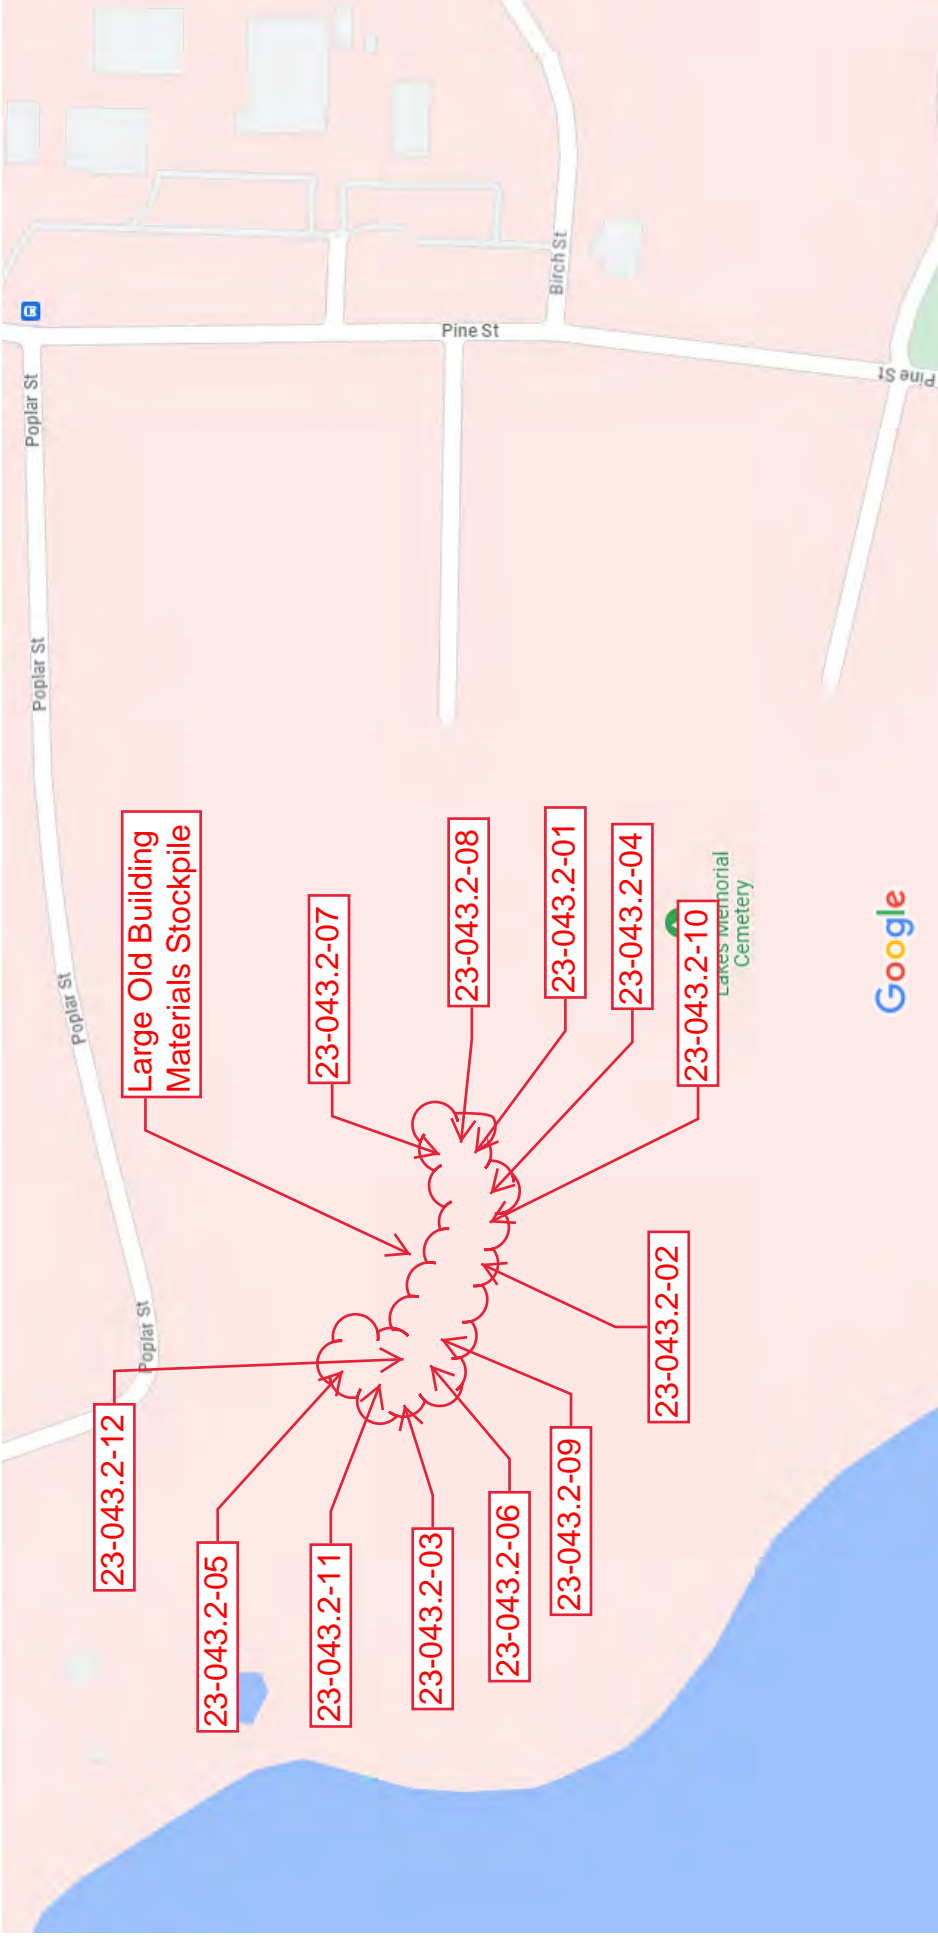 Poplar St
Poplar St
Poplar St
Poplar St
Pine St
Birch St
Pine St
Large Old Building
Materials Stockpile
23-043.2-07
23-043.2-08
23-043.2-01
23-043.2-04
23-043.2-10
Lakes Memorial
Cemetery
23-043.2-02
23-043.2-12
23-043.2-05
23-043.2-11
23-043.2-03
23-043.2-06
23-043.2-09
Google